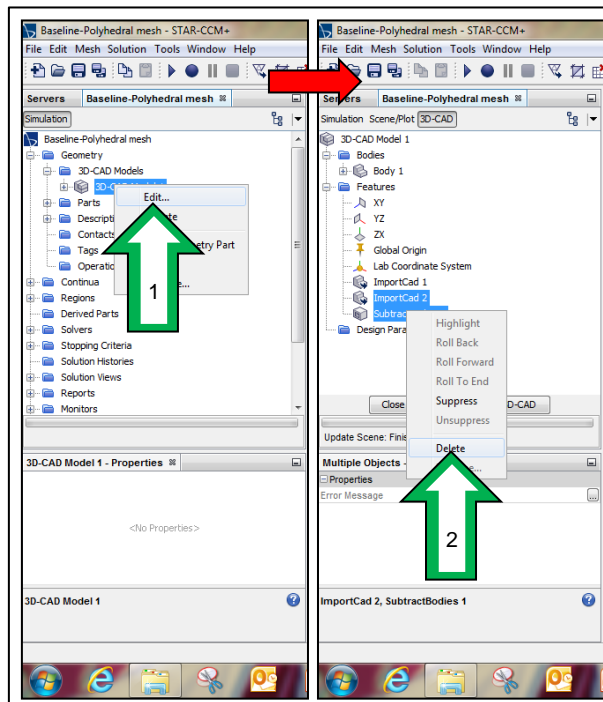 Baseline-Polyhedral mesh - STAR-CCM+
File Edit Mesh Solution Tools Window Help
Servers Baseline-Polyhedral mesh
Simulation
Baseline-Polyhedral mesh
Geometry
3D-CAD Models
Edit...
Parts
Descripti
Contacts
etry Part
Tags
Operatio
Continua
Regions
Derived Parts
Solvers
Stopping Criteria
Solution Histories
Solution Views
Reports
Monitors
1
3D-CAD Model 1 - Properties
<No Properties>
3D-CAD Model 1
Baseline-Polyhedral mesh - STAR-CCM+
File Edit Mesh Solution Tools Window Help
Baseline-Polyhedral mesh
Simulation Scene/Plot 3D-CAD
3D-CAD Model 1
Bodies
Body 1
Features
XY
YZ
ZX
Global Origin
Lab Coordinate System
ImportCad 1
ImportCad 2
Subtrac
Design Para
Highlight
Roll Back
Roll Forward
Roll To End
Suppress
Unsuppress
Delete
Close
D-CAD
Update Scene: Finis
Multiple Objects -
Properties
Error Message
2
ImportCad 2, SubtractBodies 1